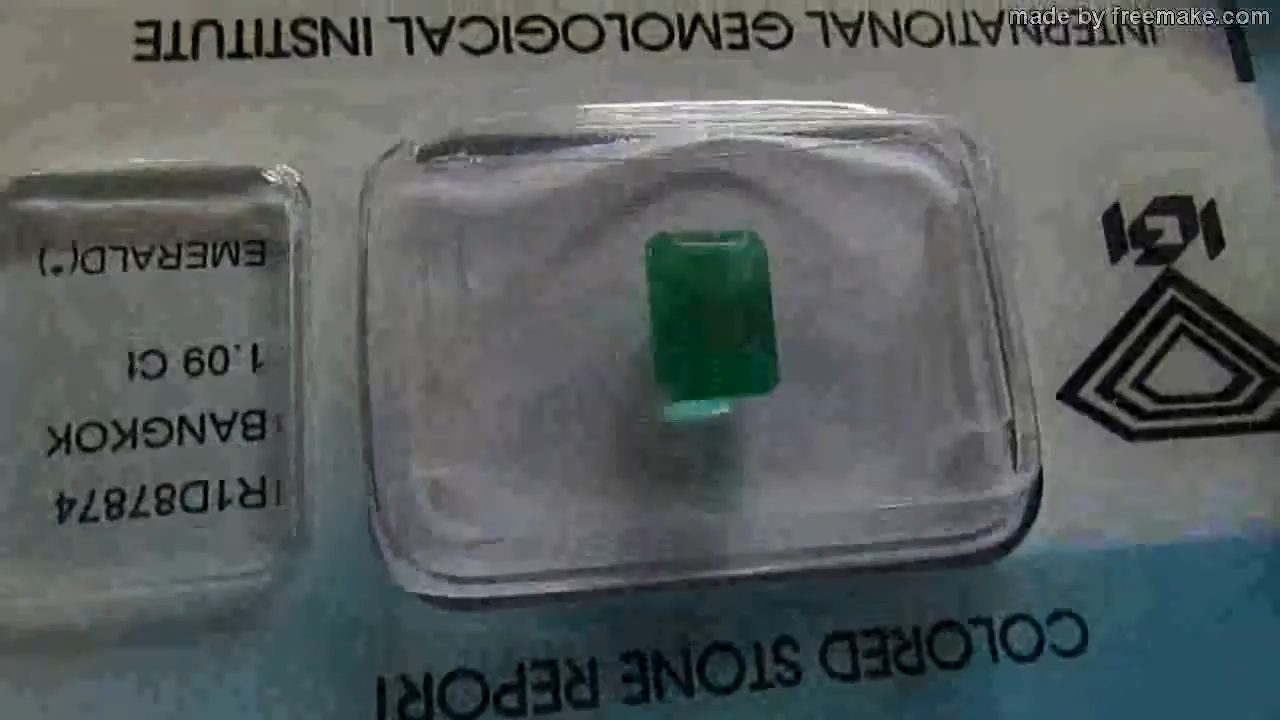 made by freemake.com
COLORED STONE REPORT
IR1D87874
BANGKOK
1.09 Ct
EMERALD(*)
IGI
INTERNATIONAL GEMOLOGICAL INSTITUTE